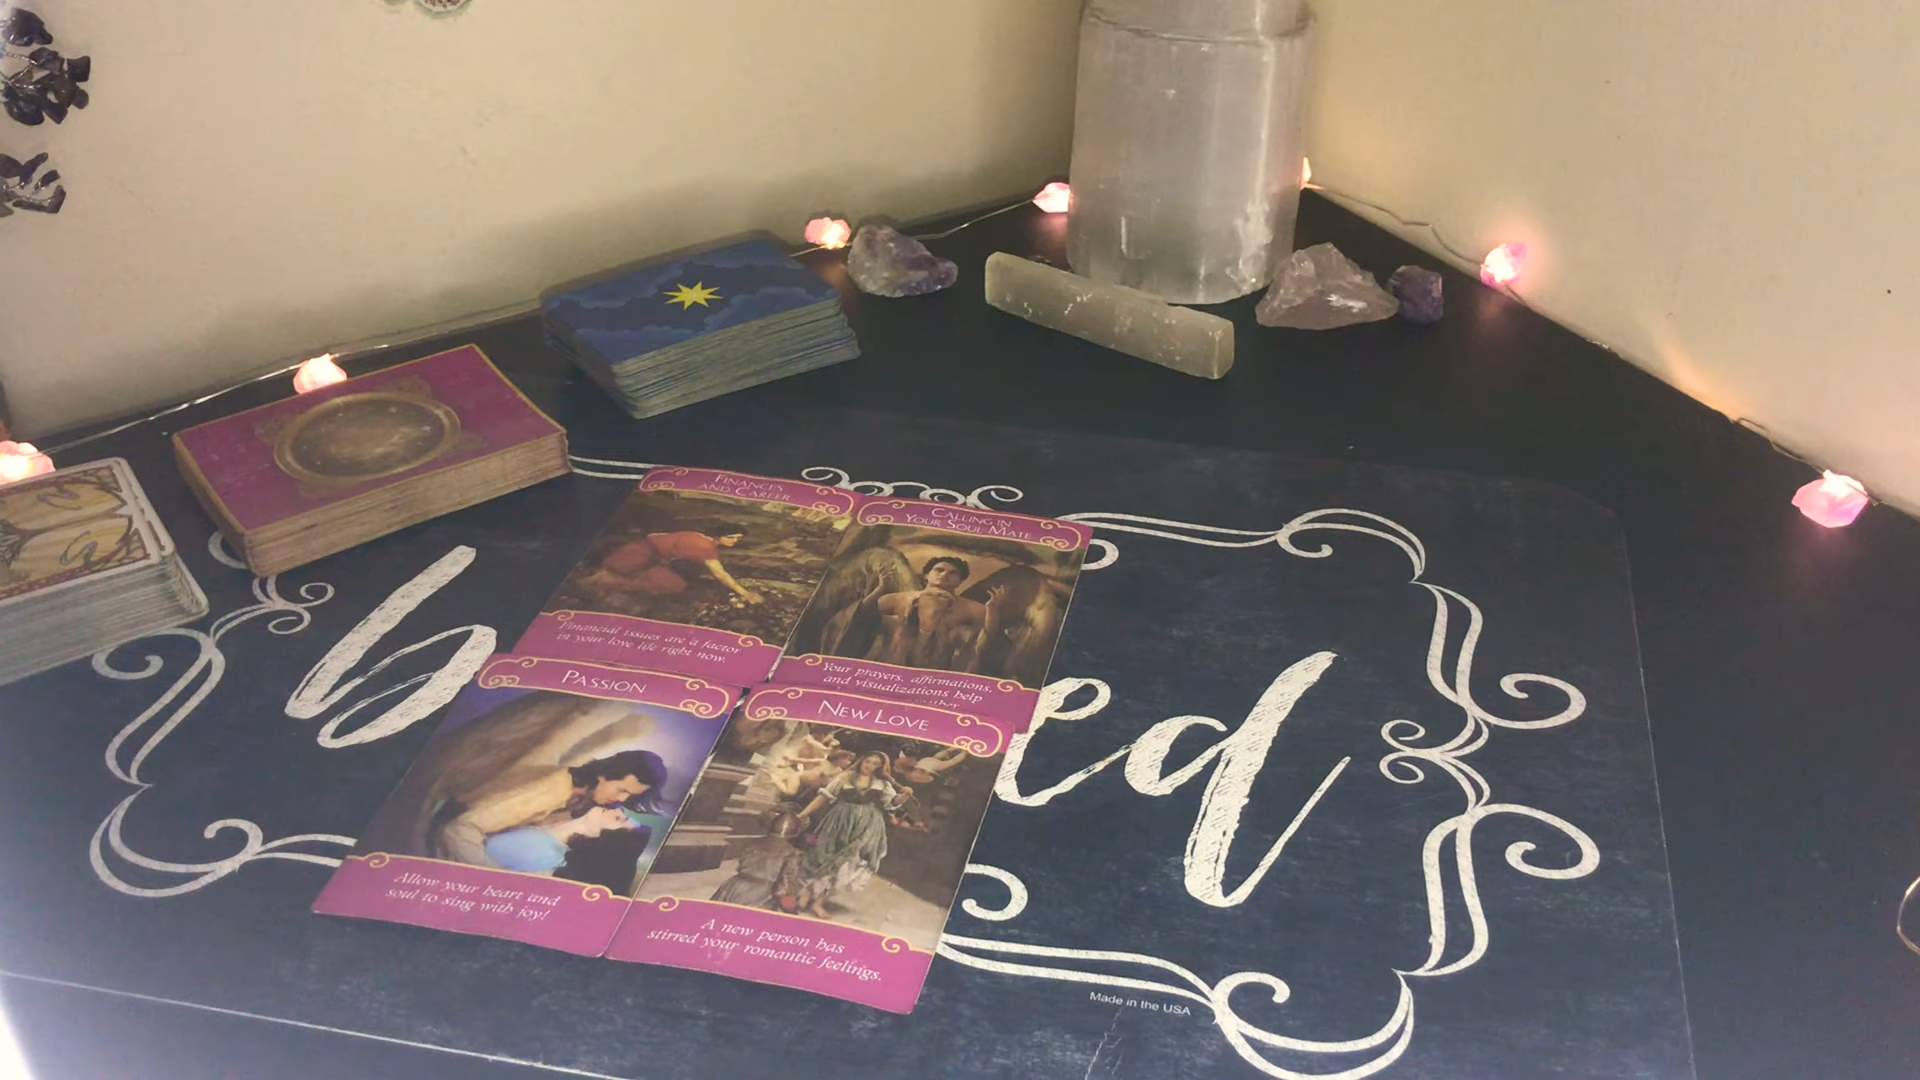 FINANCES
AND CAREER
Financial issues are a factor
in your love life right now.
CALLING IN
YOUR SOUL MATE
Your prayers, affirmations,
and visualizations help
PASSION
Allow your heart and
soul to sing with joy!
NEW LOVE
A new person has
stirred your romantic feelings.
b
ed
Made in the USA